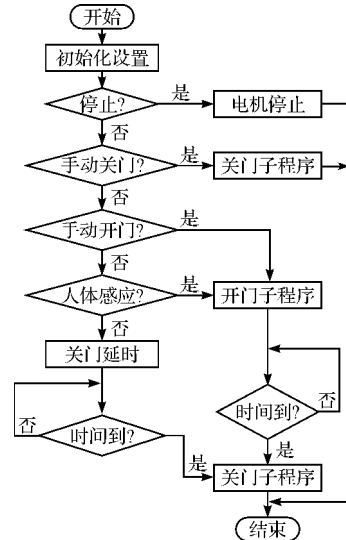 开始
初始化设置
停止?
是
电机停止
否
手动关门?
是
关门子程序
否
手动开门?
是
否
人体感应?
是
开门子程序
否
关门延时
否
时间到?
否
时间到?
是
是
关门子程序
结束